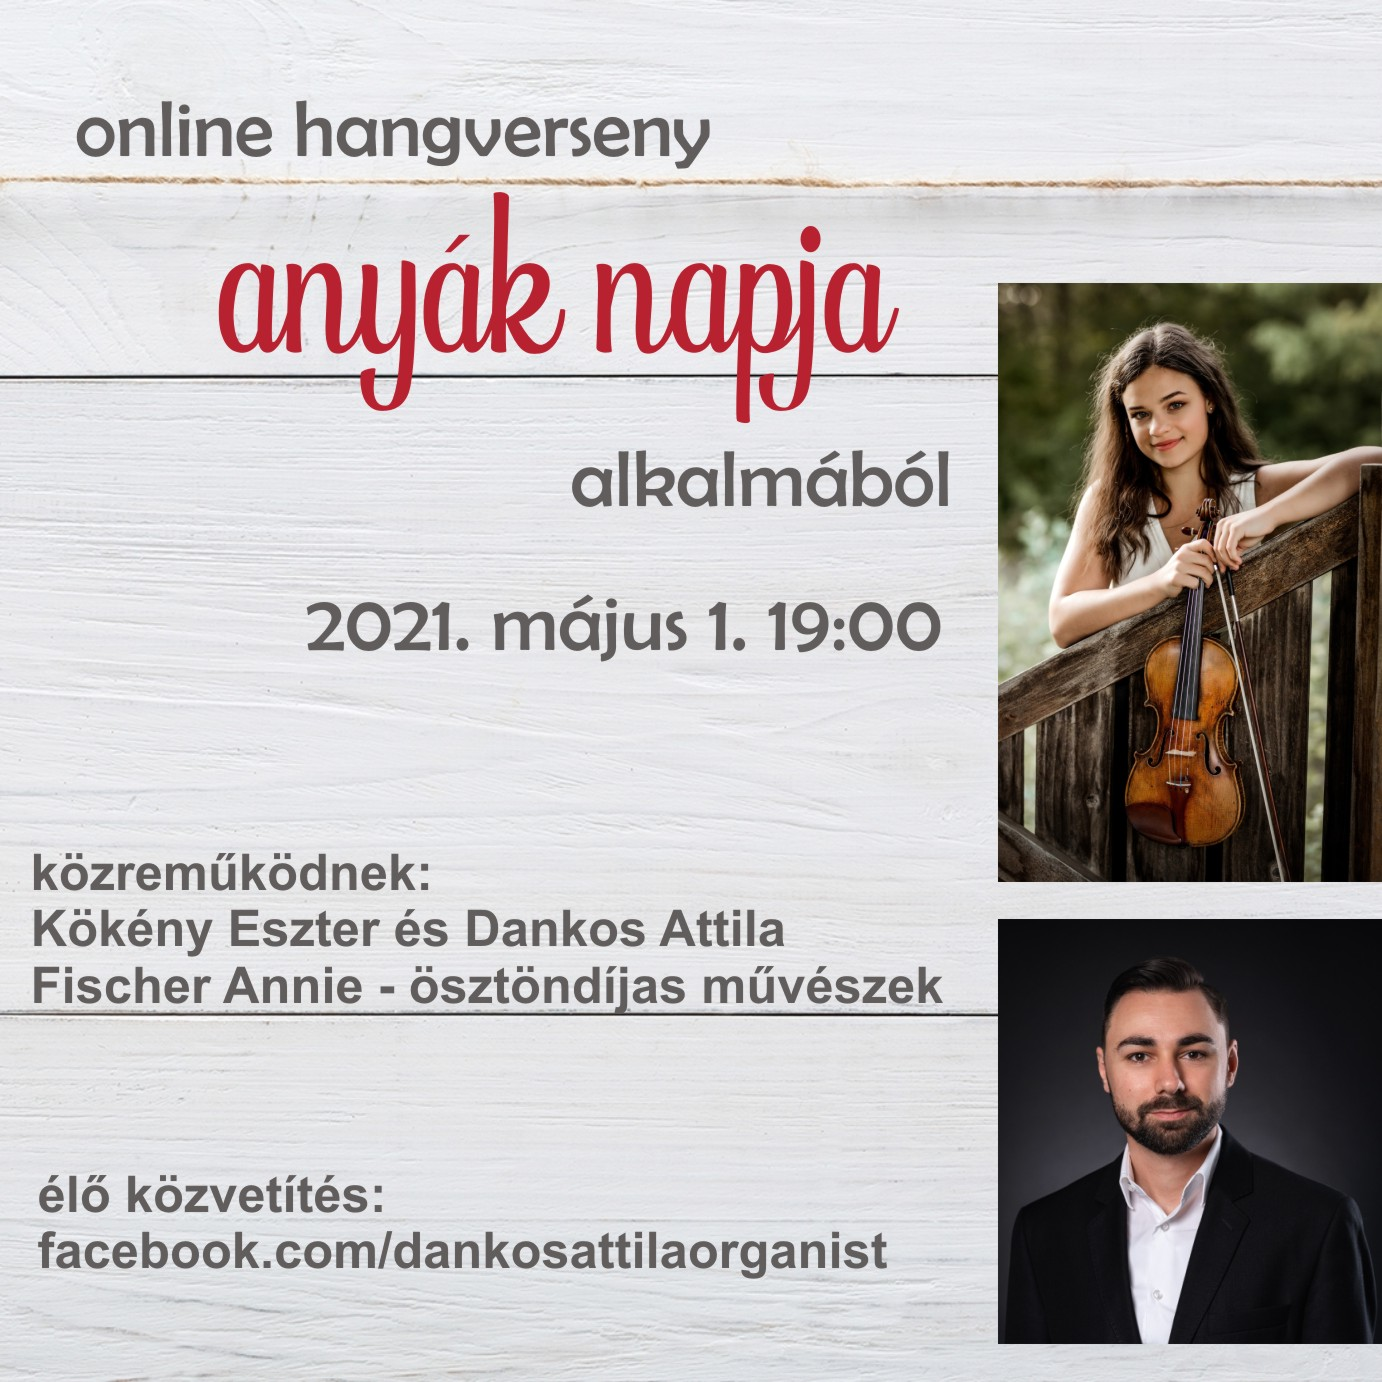 online hangverseny
anyák napja
alkalmából
2021. május 1. 19:00
közreműködnek:
Kökény Eszter és Dankos Attila
Fischer Annie - ösztöndíjas művészek
élő közvetítés:
facebook.com/dankosattilaorganist